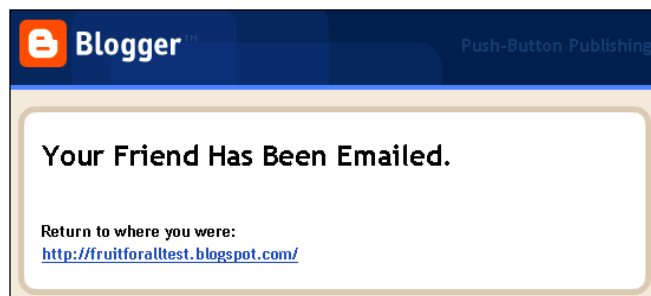 Blogger™
Push-Button Publishing
Your Friend Has Been Emailed.
Return to where you were:
http://fruitforalltest.blogspot.com/